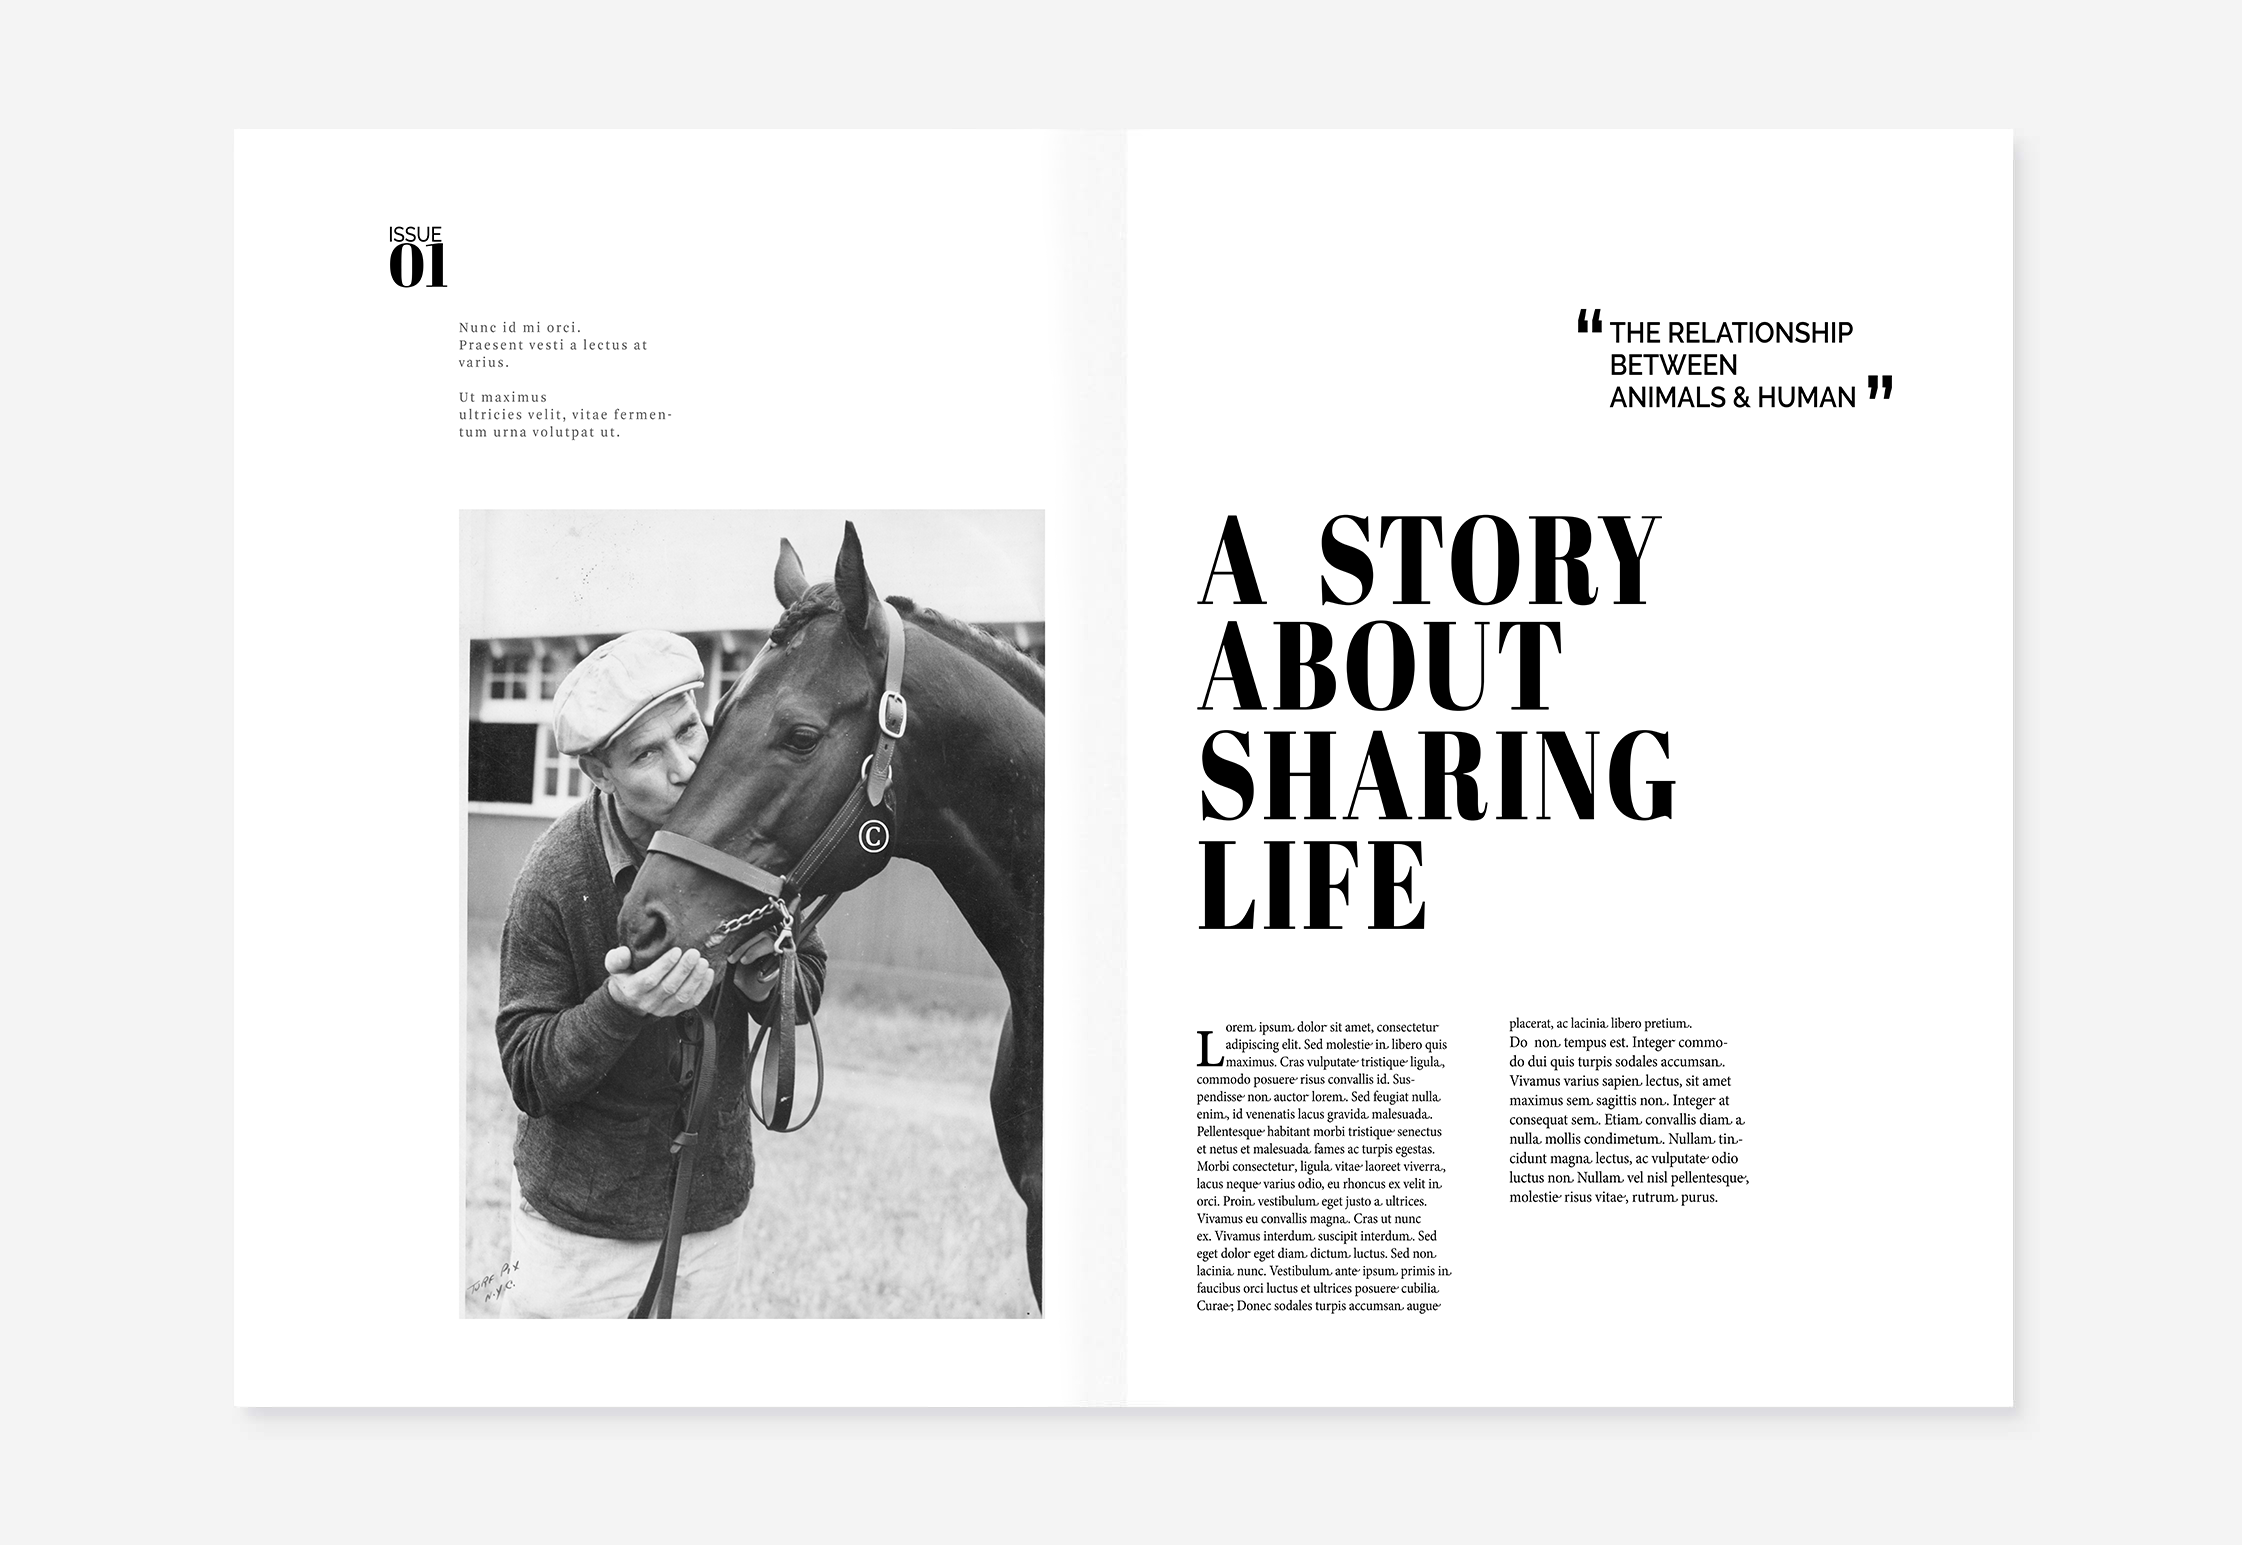 ISSUE
01
Nunc id mi orci.
Praesent vesti a lectus at
varius.
Ut maximus
ultricies velit, vitae fermen-
tum urna volutpat ut.
©
TURF PIX
N.Y.C.
“ THE RELATIONSHIP
BETWEEN
ANIMALS & HUMAN ”
A STORY
ABOUT
SHARING
LIFE
Lorem ipsum dolor sit amet, consectetur
adipiscing elit. Sed molestie in libero quis
maximus. Cras vulputate tristique ligula,
commodo posuere risus convallis id. Sus-
pendisse non auctor lorem. Sed feugiat nulla
enim, id venenatis lacus gravida malesuada.
Pellentesque habitant morbi tristique senectus
et netus et malesuada fames ac turpis egestas.
Morbi consectetur, ligula vitae laoreet viverra,
lacus neque varius odio, eu rhoncus ex velit in
orci. Proin vestibulum eget justo a ultrices.
Vivamus eu convallis magna. Cras ut nunc
ex. Vivamus interdum suscipit interdum. Sed
eget dolor eget diam dictum luctus. Sed non
lacinia nunc. Vestibulum ante ipsum primis in
faucibus orci luctus et ultrices posuere cubilia
Curae; Donec sodales turpis accumsan augue
placerat, ac lacinia libero pretium.
Do non tempus est. Integer commo-
do dui quis turpis sodales accumsan.
Vivamus varius sapien lectus, sit amet
maximus sem sagittis non. Integer at
consequat sem. Etiam convallis diam a
nulla mollis condimetum. Nullam tin-
cidunt magna lectus, ac vulputate odio
luctus non Nullam vel nisl pellentesque,
molestie risus vitae, rutrum purus.